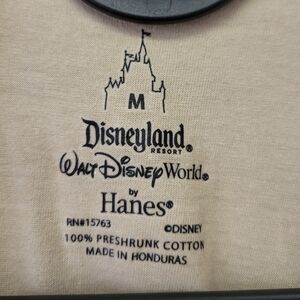 M
Disneyland®
RESORT
Walt Disney World®
by
Hanes®
RN#15763 ©DISNEY
100% PRESHRUNK COTTON
MADE IN HONDURAS